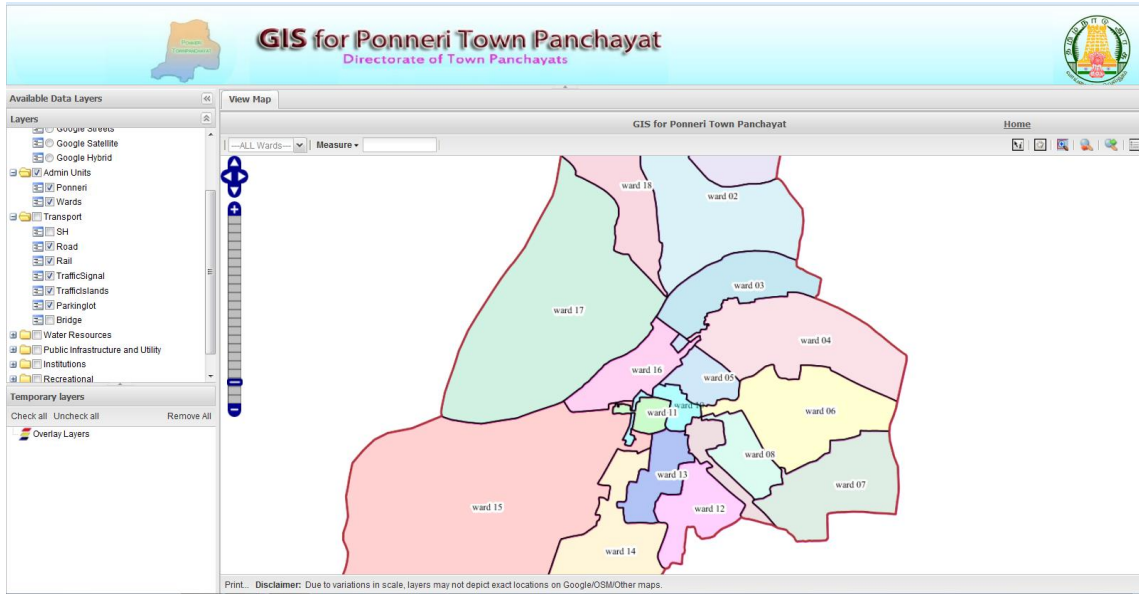 GIS for Ponneri Town Panchayat
Directorate of Town Panchayats
Available Data Layers
View Map
Layers
GIS for Ponneri Town Panchayat
Home
Google Streets
Google Satellite
Google Hybrid
Admin Units
Ponneri
Wards
Transport
SH
Road
Rail
TrafficSignal
TrafficIslands
Parkinglot
Bridge
Water Resources
Public Infrastructure and Utility
Institutions
Recreational
Temporary layers
Check all Uncheck all Remove All
Overlay Layers
---ALL Wards--- Measure
ward 18
ward 02
ward 03
ward 17
ward 04
ward 16
ward 05
ward 10
ward 11
ward 06
ward 08
ward 13
ward 07
ward 15
ward 12
ward 14
Print... Disclaimer: Due to variations in scale, layers may not depict exact locations on Google/OSM/Other maps.